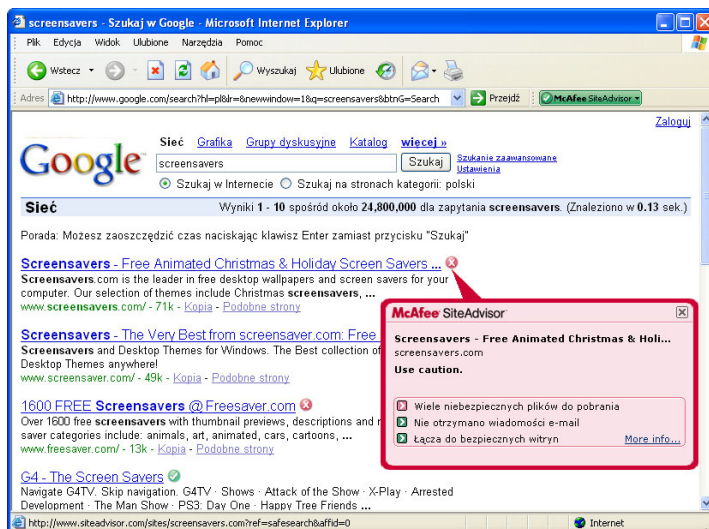 screensavers - Szukaj w Google - Microsoft Internet Explorer
Plik Edycja Widok Ulubione Narzędzia Pomoc
Wstecz Wyszukaj Ulubione
Adres http://www.google.com/search?hl=pl&lr=&newwindow=1&q=screensavers&btnG=Search Przejdź McAfee SiteAdvisor
Zaloguj
Google
Sieć Grafika Grupy dyskusyjne Katalog więcej »
screensavers Szukaj Szukanie zaawansowane
Ustawienia
Szukaj w Internecie Szukaj na stronach kategorii: polski
Sieć Wyniki 1 - 10 spośród około 24,800,000 dla zapytania screensavers. (Znaleziono w 0.13 sek.)
Porada: Możesz zaoszczędzić czas naciskając klawisz Enter zamiast przycisku "Szukaj"
Screensavers - Free Animated Christmas & Holiday Screen Savers ...
Screensavers.com is the leader in free desktop wallpapers and screen savers for your
computer. Our selection of themes include Christmas screensavers, ...
www.screensavers.com/ - 71k - Kopia - Podobne strony
Screensavers - The Very Best from screensaver.com: Free
Screensavers and Desktop Themes for Windows. The Best collection of
Desktop Themes anywhere!
www.screensaver.com/ - 49k - Kopia - Podobne strony
1600 FREE Screensavers @ Freesaver.com
Over 1600 free screensavers with thumbnail previews, descriptions and
saver categories include: animals, art, animated, cars, cartoons, ...
www.freesaver.com/ - 13k - Kopia - Podobne strony
G4 - The Screen Savers
Navigate G4TV. Skip navigation. G4TV · Shows · Attack of the Show · X-Play · Arrested
Development · The Man Show · PS3: Day One · Happy Tree Friends ...
McAfee SiteAdvisor
Screensavers - Free Animated Christmas & Holi...
screensavers.com
Use caution.
Wiele niebezpiecznych plików do pobrania
Nie otrzymano wiadomości e-mail
Łącza do bezpiecznych witryn More info...
http://www.siteadvisor.com/sites/screensavers.com?ref=safesearch&affid=0 Internet